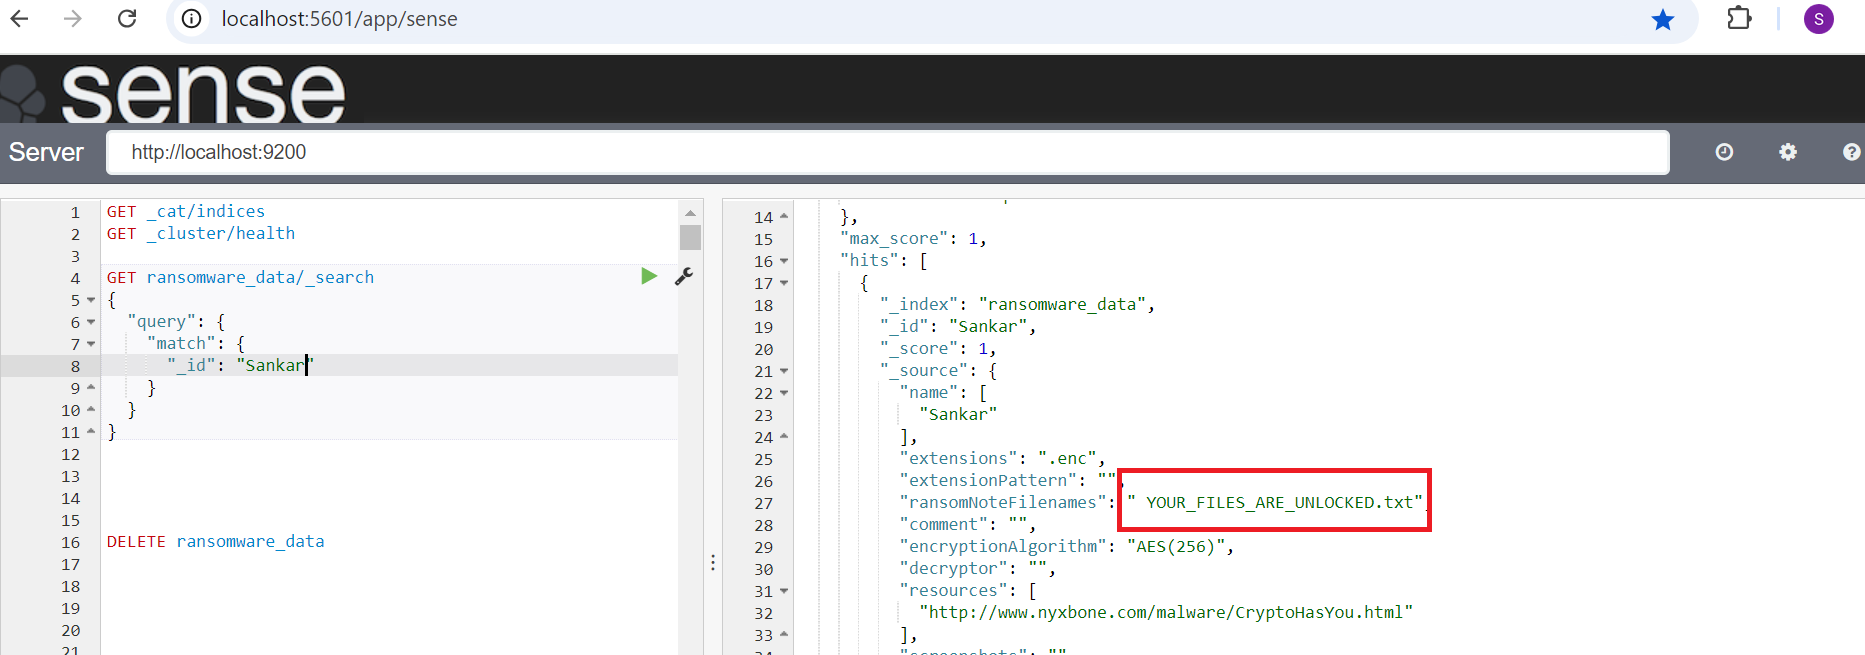 localhost:5601/app/sense
S
sense
Server
http://localhost:9200
1 GET _cat/indices
2 GET _cluster/health
3
4 GET ransomware_data/_search
5 {
6 "query": {
7 "match": {
8 "_id": "Sankar"
9 }
10 }
11 }
12
13
14
15
16 DELETE ransomware_data
17
18
19
20
21
14 },
15 "max_score": 1,
16 "hits": [
17 {
18 "_index": "ransomware_data",
19 "_id": "Sankar",
20 "_score": 1,
21 "_source": {
22 "name": [
23 "Sankar"
24 ],
25 "extensions": ".enc",
26 "extensionPattern": "",
27 "ransomNoteFilenames": " YOUR_FILES_ARE_UNLOCKED.txt",
28 "comment": "",
29 "encryptionAlgorithm": "AES(256)",
30 "decryptor": "",
31 "resources": [
32 "http://www.nyxbone.com/malware/CryptoHasYou.html"
33 ],
34 "screenshots": ""